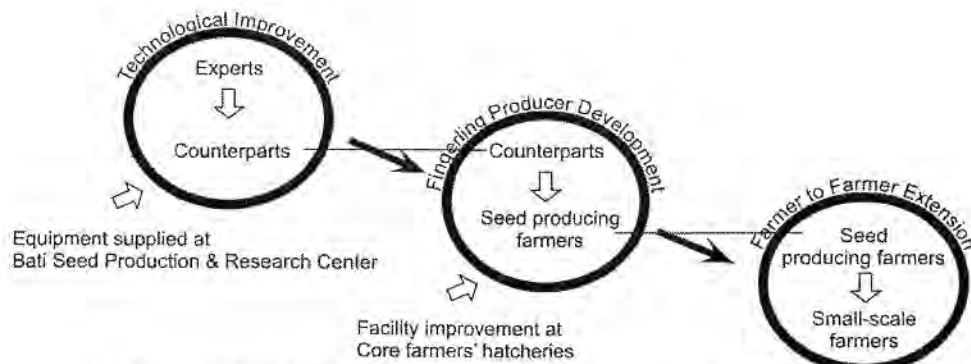 Technological Improvement
Experts
Counterparts
Equipment supplied at
Bati Seed Production & Research Center
Fingerling Producer Development
Counterparts
Seed producing
farmers
Facility improvement at
Core farmers' hatcheries
Farmer to Farmer Extension
Seed
producing farmers
Small-scale
farmers